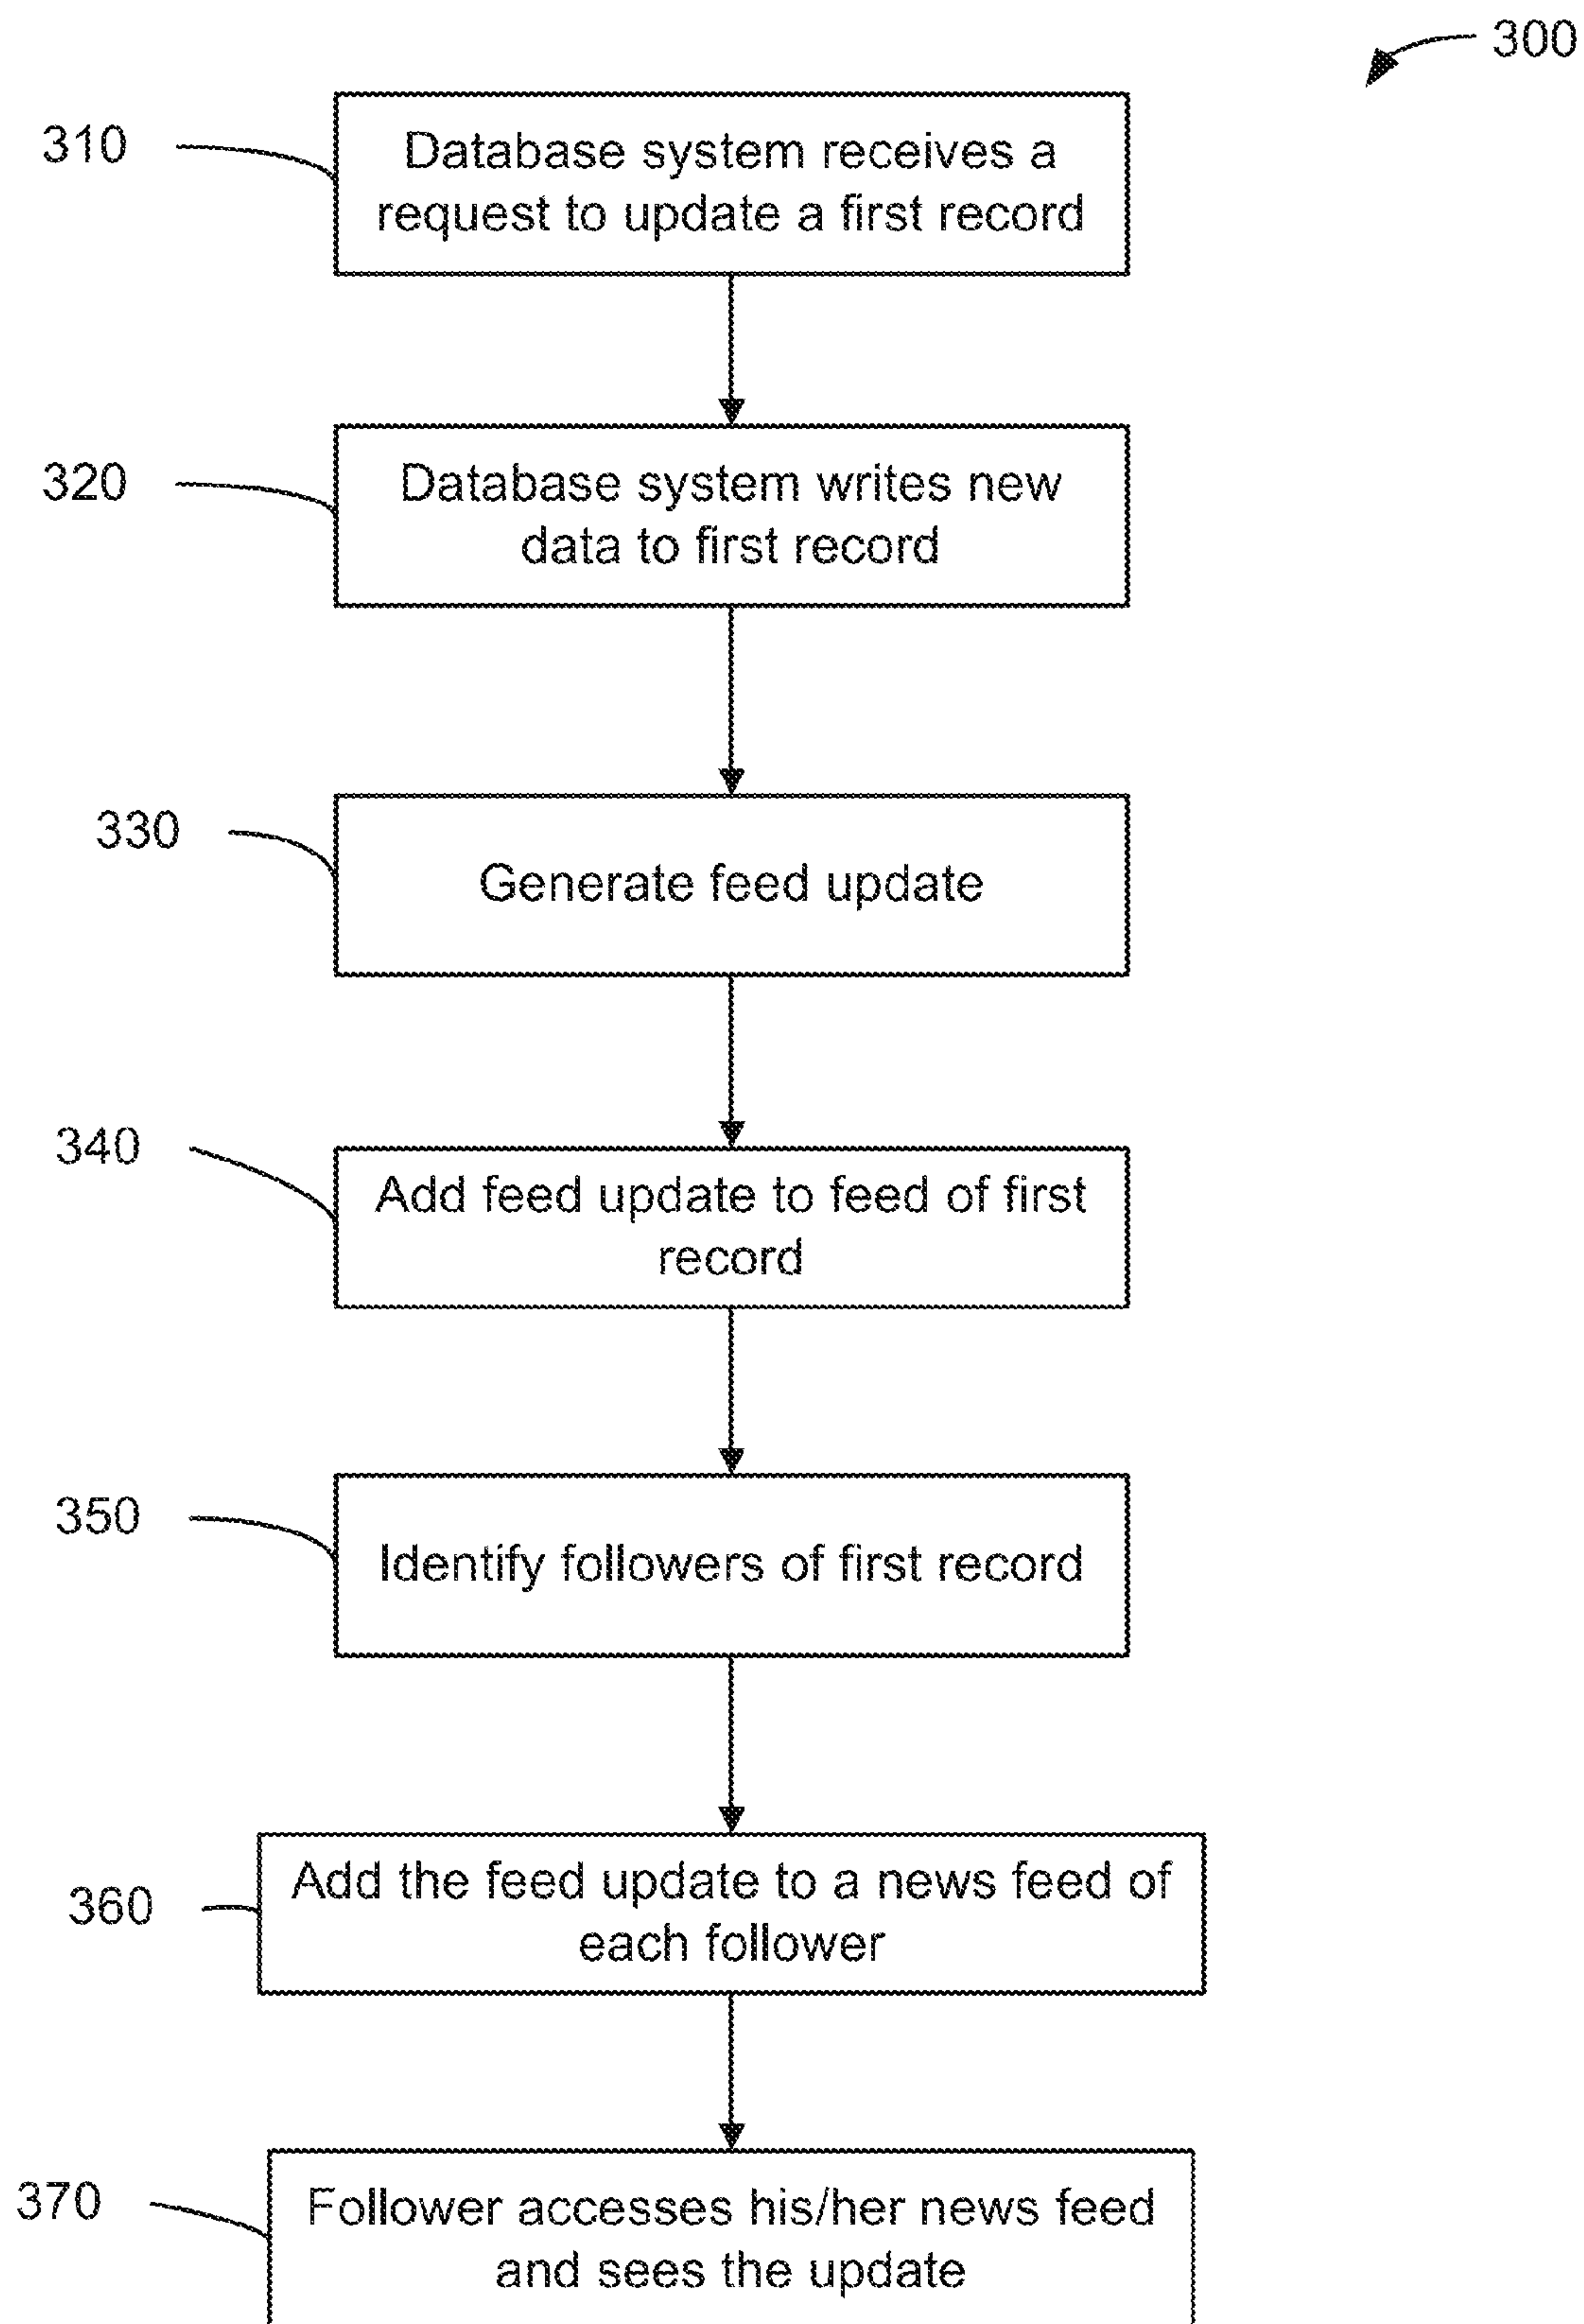 300
310
Database system receives a
request to update a first record
320
Database system writes new
data to first record
330
Generate feed update
340
Add feed update to feed of first
record
350
Identify followers of first record
360
Add the feed update to a news feed of
each follower
370
Follower accesses his/her news feed
and sees the update